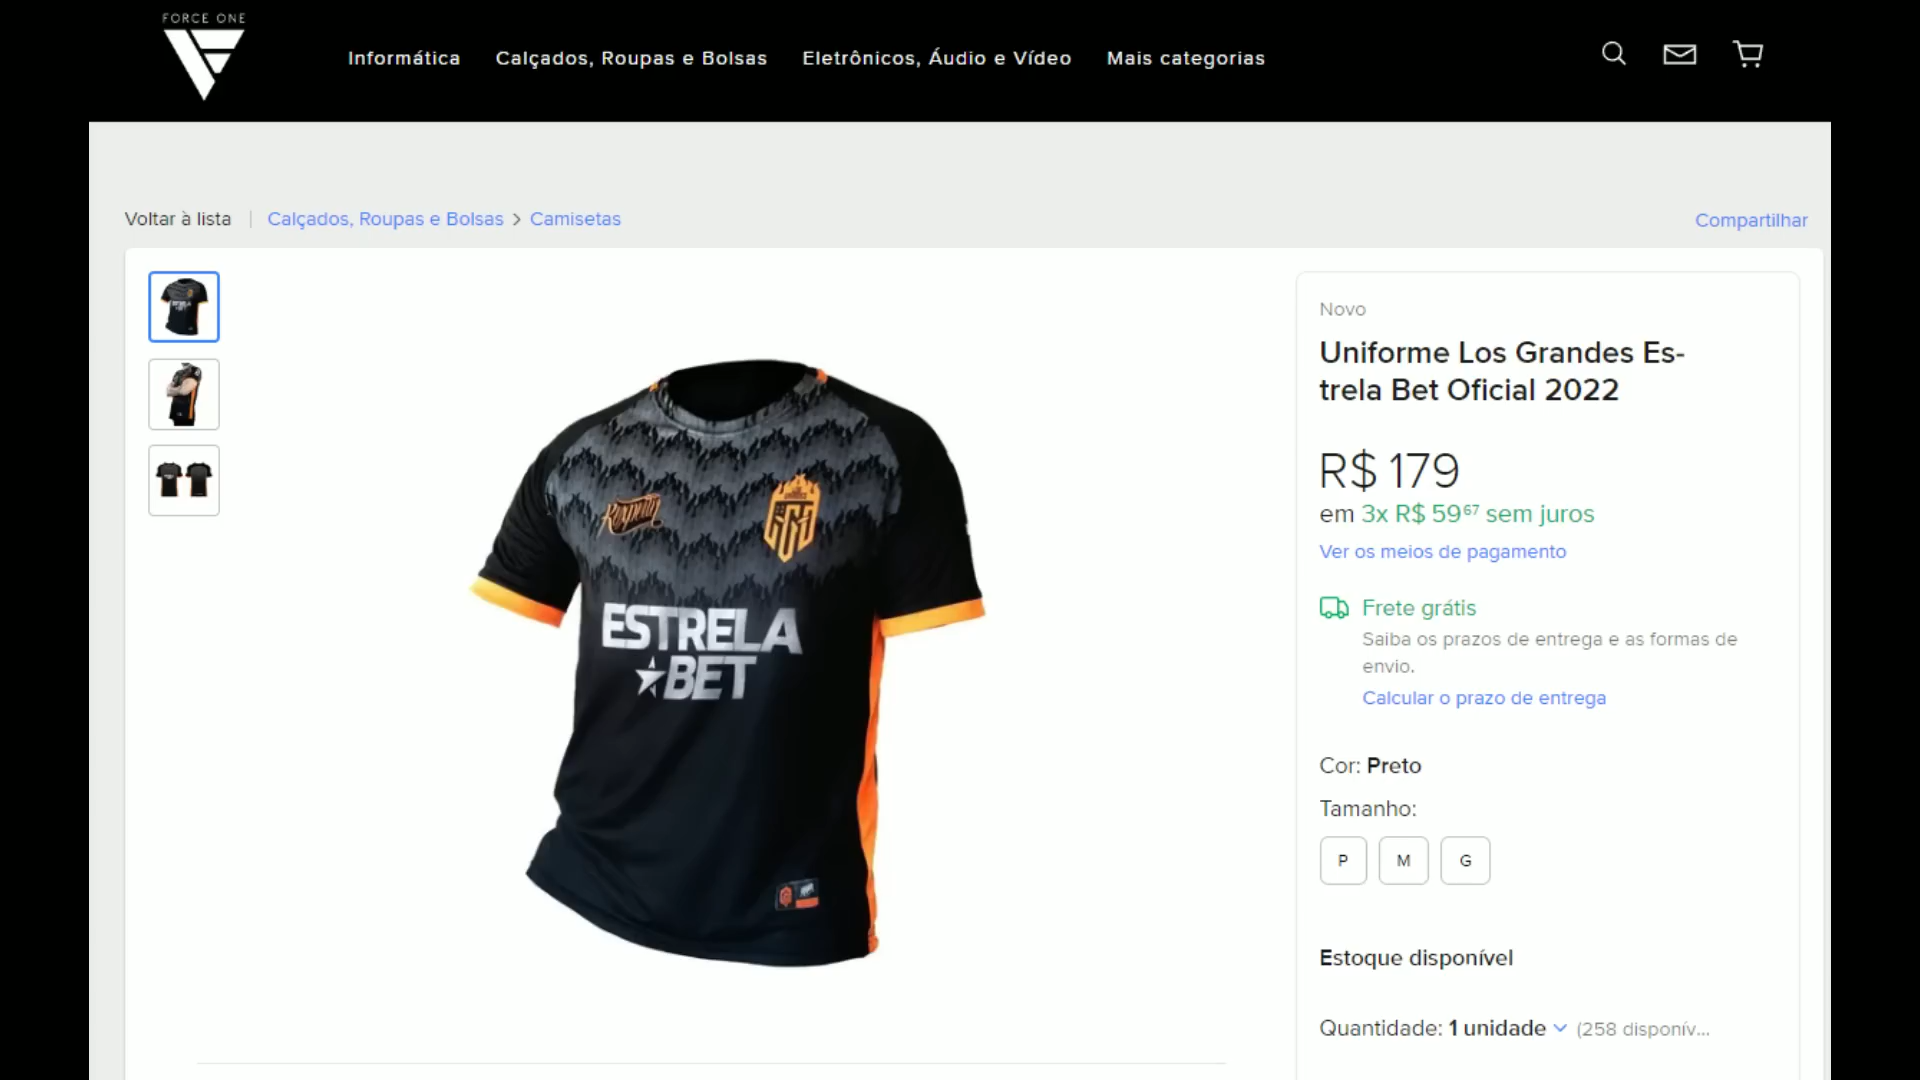 FORCE ONE
Informática
Calçados, Roupas e Bolsas
Eletrônicos, Áudio e Vídeo
Mais categorias
Voltar à lista
Calçados, Roupas e Bolsas > Camisetas
Compartilhar
Novo
Uniforme Los Grandes Es-
trela Bet Oficial 2022
R$ 179
em 3x R$ 59⁶⁷ sem juros
Ver os meios de pagamento
Frete grátis
Saiba os prazos de entrega e as formas de
envio.
Calcular o prazo de entrega
Cor: Preto
Tamanho:
P
M
G
Estoque disponível
Quantidade: 1 unidade (258 disponív...
ESTRELA
BET